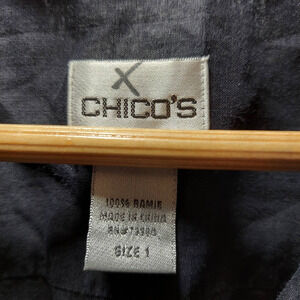 CHICO'S
100% RAMIE
MADE IN CHINA
SIZE 1